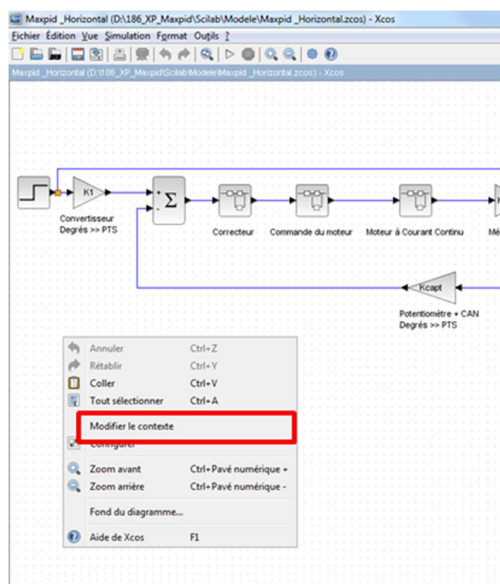 Maxpid _Horizontal (D:\186_XP_Maxpid\Scilab\Modele\Maxpid _Horizontal.zcos) - Xcos
Fichier Édition Vue Simulation Format Outils ?
Maxpid _Horizontal (D:\186_XP_Maxpid\Scilab\Modele\Maxpid _Horizontal.zcos) - Xcos
K1
+
Σ
-
Convertisseur
Degrés >> PTS
Correcteur
Commande du moteur
Moteur à Courant Continu
Mé
Kcapt
Potentiomètre + CAN
Degrés >> PTS
Annuler Ctrl+Z
Rétablir Ctrl+Y
Coller Ctrl+V
Tout sélectionner Ctrl+A
Modifier le contexte
Configurer
Zoom avant Ctrl+Pavé numérique +
Zoom arrière Ctrl+Pavé numérique -
Fond du diagramme...
Aide de Xcos F1